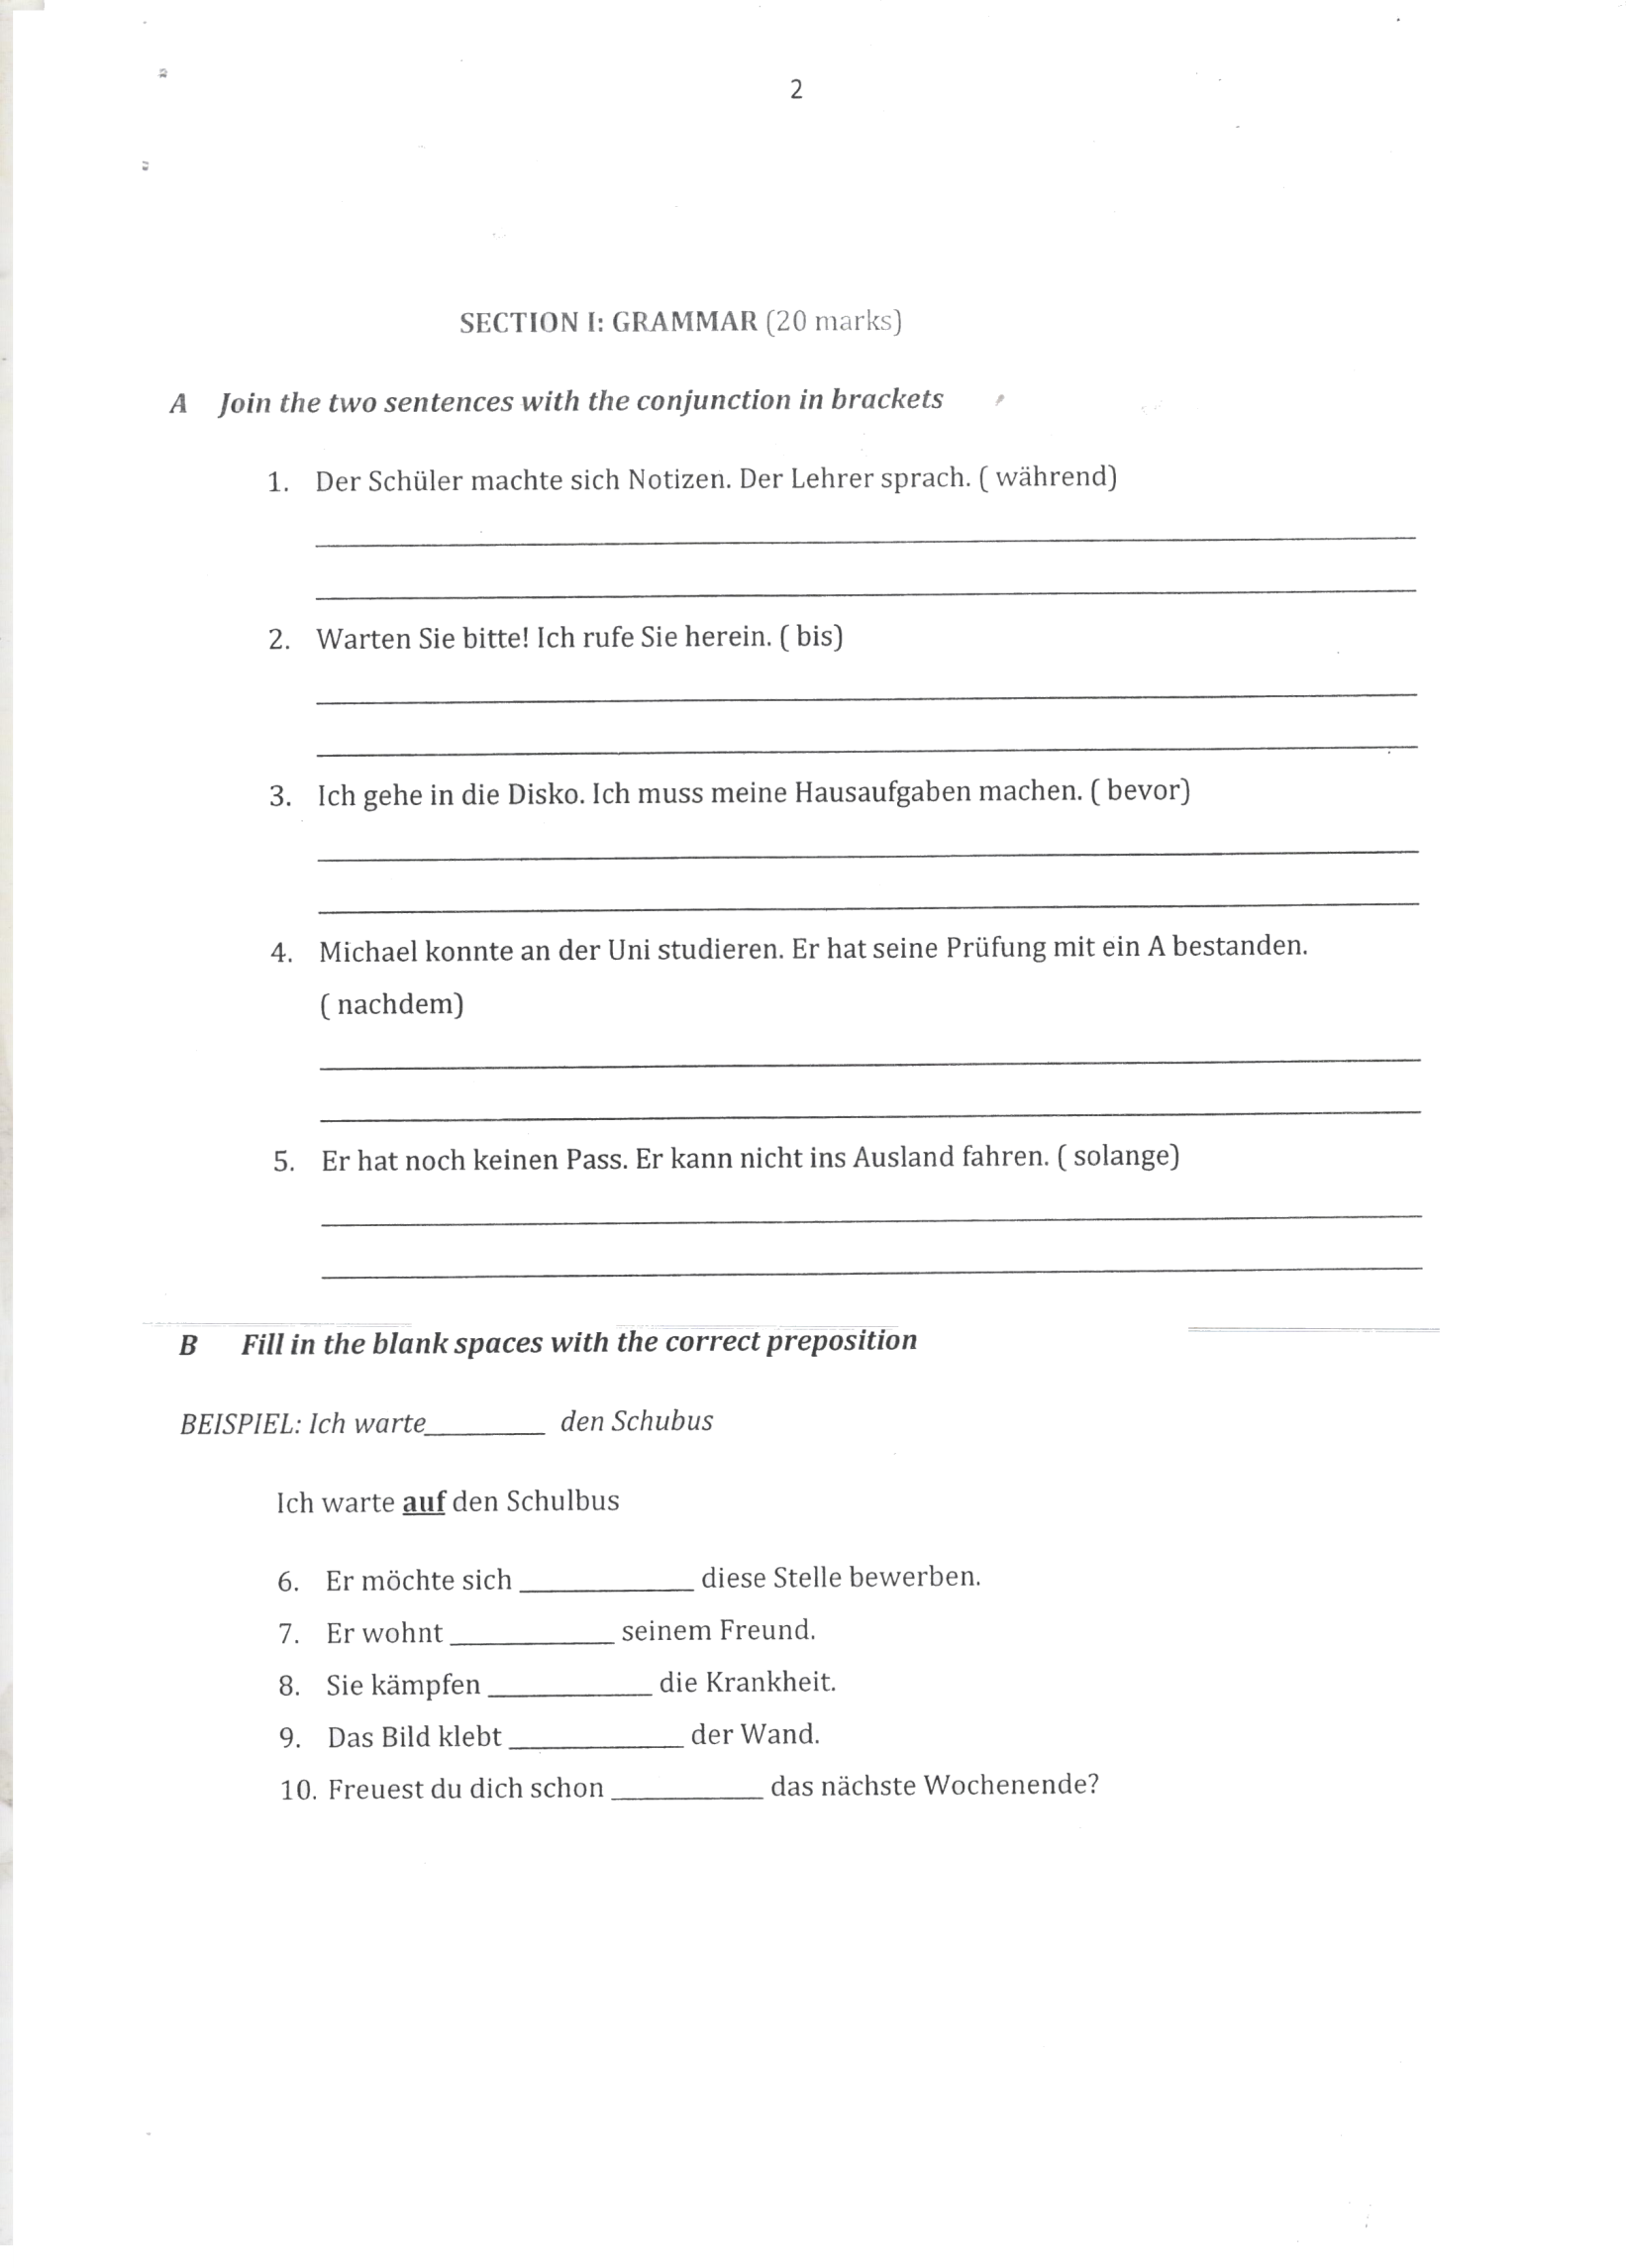 2
SECTION I: GRAMMAR (20 marks)
A Join the two sentences with the conjunction in brackets
1. Der Schüler machte sich Notizen. Der Lehrer sprach. ( während)
2. Warten Sie bitte! Ich rufe Sie herein. ( bis)
3. Ich gehe in die Disko. Ich muss meine Hausaufgaben machen. ( bevor)
4. Michael konnte an der Uni studieren. Er hat seine Prüfung mit ein A bestanden.
( nachdem)
5. Er hat noch keinen Pass. Er kann nicht ins Ausland fahren. ( solange)
B Fill in the blank spaces with the correct preposition
BEISPIEL: Ich warte________ den Schubus
Ich warte auf den Schulbus
6. Er möchte sich ____________ diese Stelle bewerben.
7. Er wohnt ____________ seinem Freund.
8. Sie kämpfen ____________ die Krankheit.
9. Das Bild klebt ____________ der Wand.
10. Freuest du dich schon ___________ das nächste Wochenende?